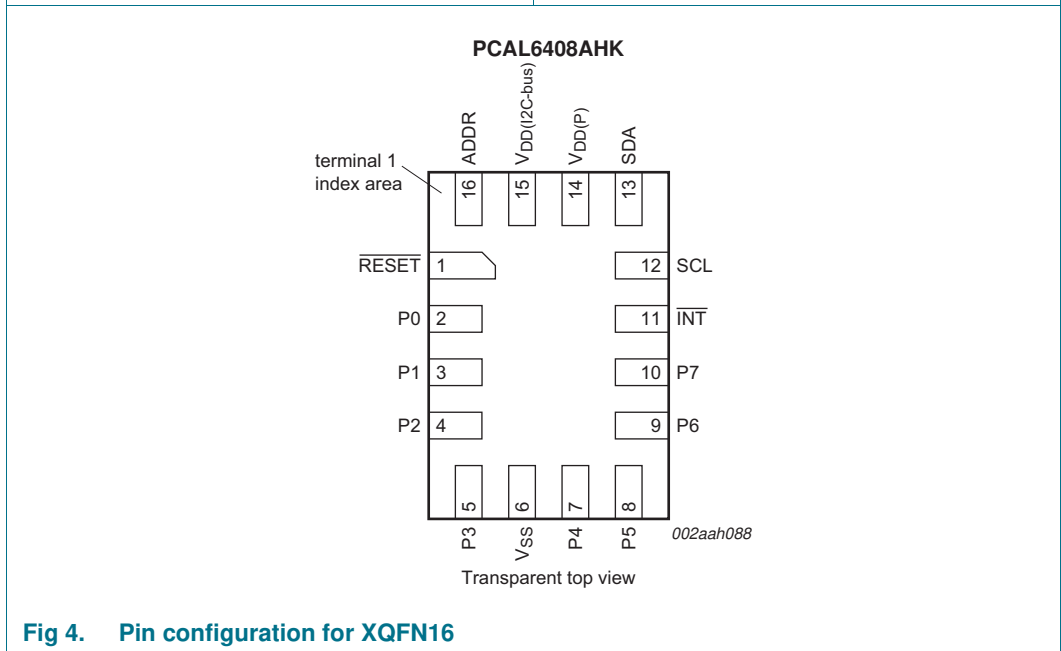 PCAL6408AHK
ADDR
VDD(I2C-bus)
VDD(P)
SDA
terminal 1
index area
16
15
14
13
RESET 1
12 SCL
P0 2
11 INT
P1 3
10 P7
P2 4
9 P6
5
6
7
8
P3
VSS
P4
P5
002aah088
Transparent top view
Fig 4. Pin configuration for XQFN16